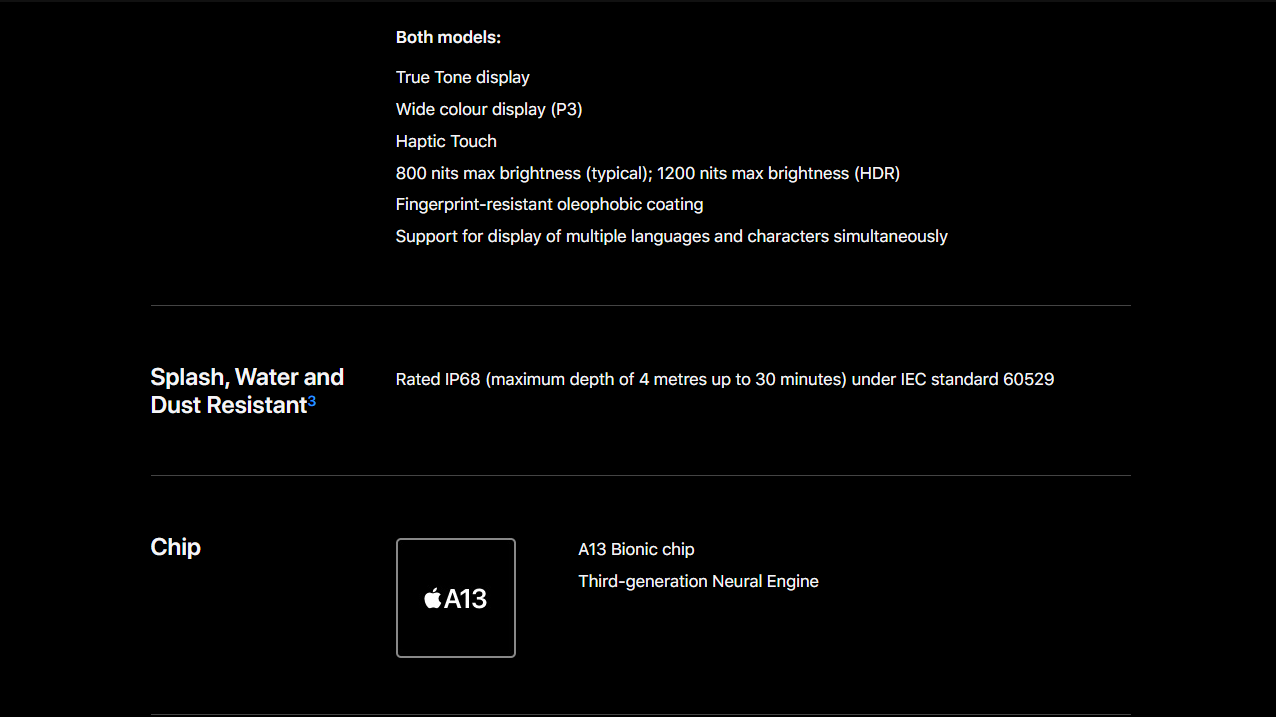 Both models:
True Tone display
Wide colour display (P3)
Haptic Touch
800 nits max brightness (typical); 1200 nits max brightness (HDR)
Fingerprint-resistant oleophobic coating
Support for display of multiple languages and characters simultaneously
Splash, Water and
Dust Resistant3
Rated IP68 (maximum depth of 4 metres up to 30 minutes) under IEC standard 60529
Chip
A13
A13 Bionic chip
Third-generation Neural Engine